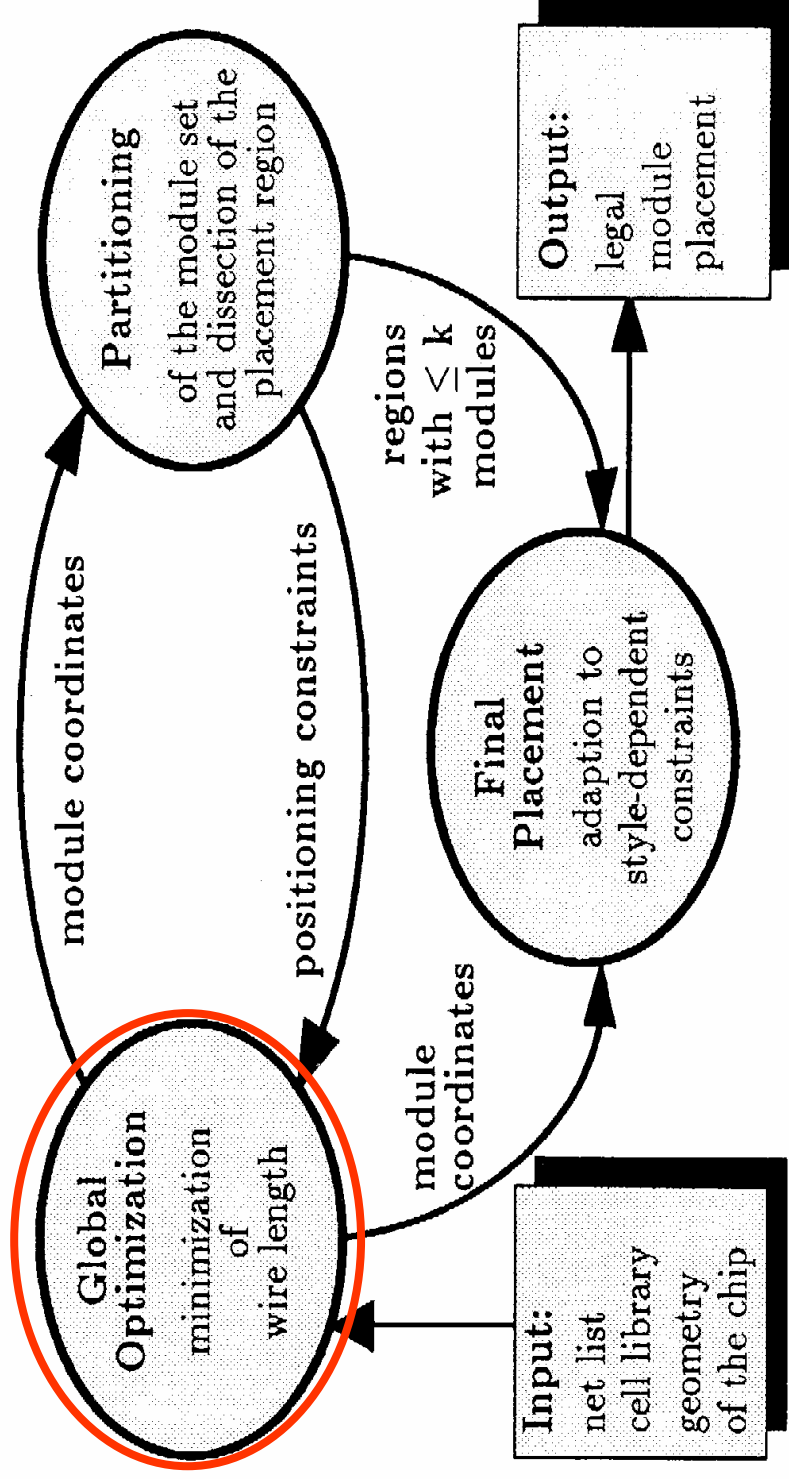 Global
Optimization
minimization
of
wire length
module coordinates
positioning constraints
Partitioning
of the module set
and dissection of the
placement region
module
coordinates
regions
with ≤ k
modules
Final
Placement
adaption to
style-dependent
constraints
Input:
net list
cell library
geometry
of the chip
Output:
legal
module
placement